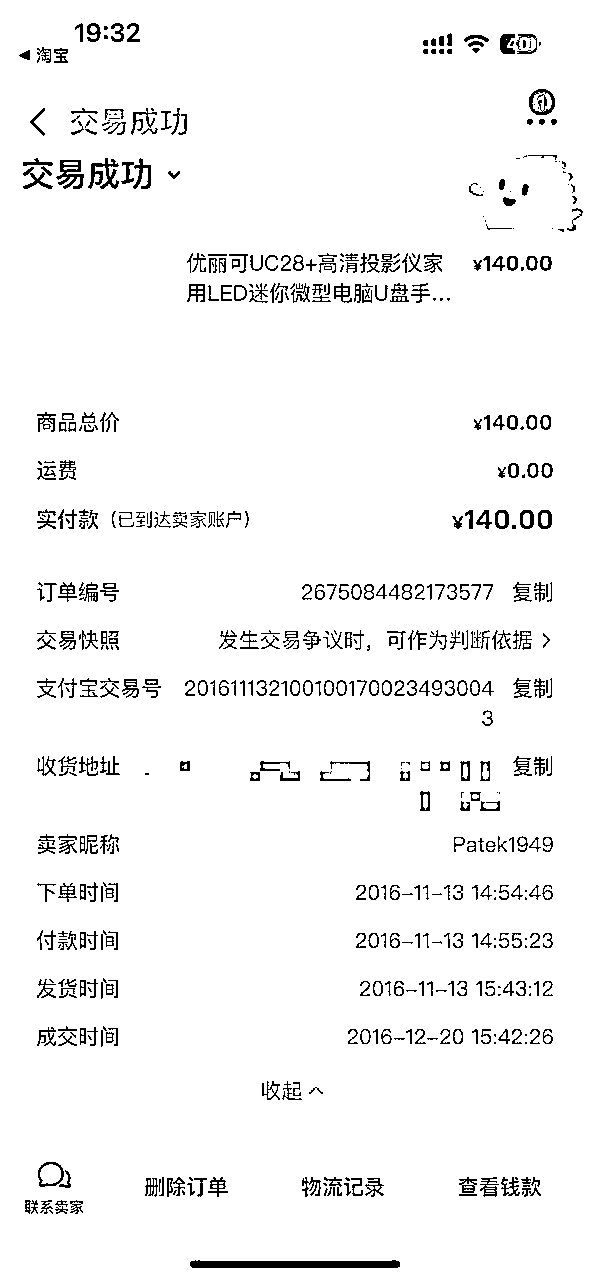 19:32
淘宝
交易成功
交易成功
优丽可UC28+高清投影仪家 ¥140.00
用LED迷你微型电脑U盘手...
商品总价 ¥140.00
运费 ¥0.00
实付款（已到达卖家账户） ¥140.00
订单编号 2675084482173577 复制
交易快照 发生交易争议时，可作为判断依据
支付宝交易号 201611132100100170023493004 复制
3
收货地址 复制
卖家昵称 Patek1949
下单时间 2016-11-13 14:54:46
付款时间 2016-11-13 14:55:23
发货时间 2016-11-13 15:43:12
成交时间 2016-12-20 15:42:26
收起
联系卖家 删除订单 物流记录 查看钱款